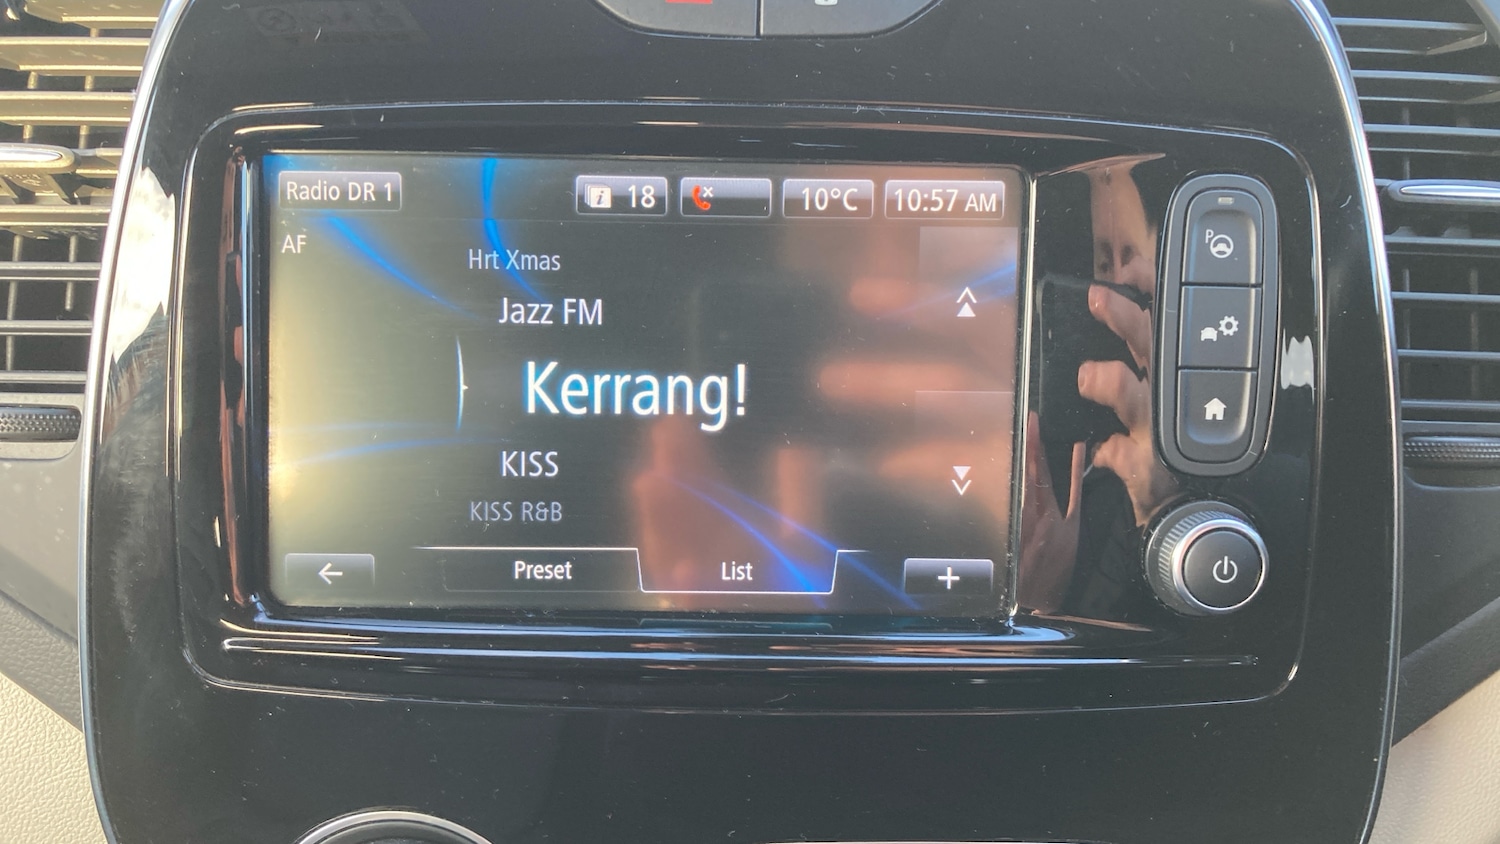 Radio DR 1
18
10°C
10:57 AM
AF
Hrt Xmas
Jazz FM
Kerrang!
KISS
KISS R&B
Preset
List
P